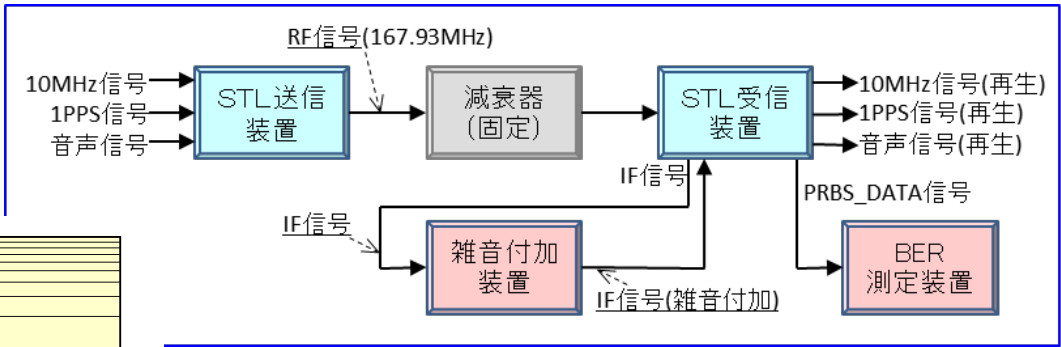 RF信号(167.93MHz)
10MHz信号
1PPS信号
音声信号
STL送信
装置
減衰器
(固定)
STL受信
装置
10MHz信号(再生)
1PPS信号(再生)
音声信号(再生)
IF信号
PRBS_DATA信号
IF信号
雑音付加
装置
IF信号(雑音付加)
BER
測定装置